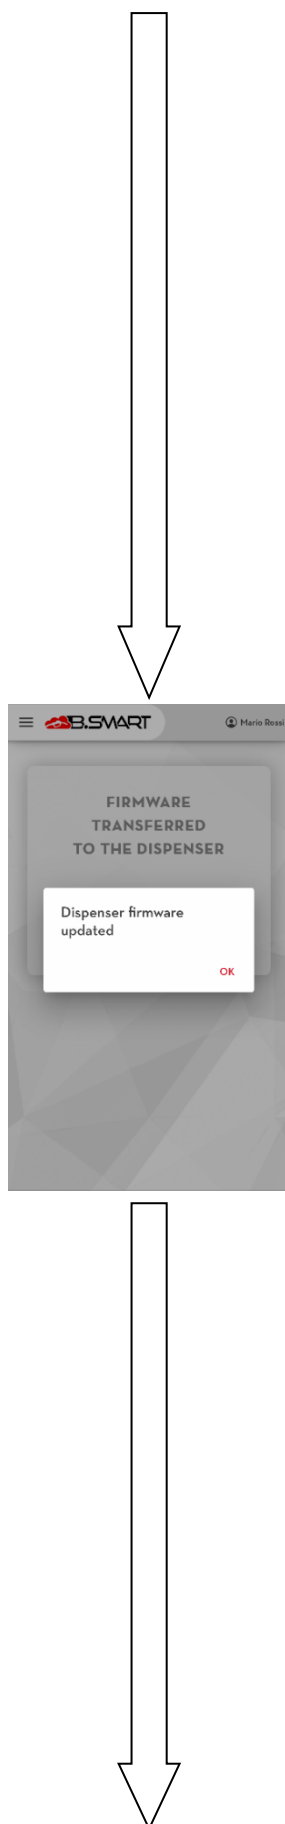 B.SMART
Mario Rossi
FIRMWARE
TRANSFERRED
TO THE DISPENSER
Dispenser firmware
updated
OK